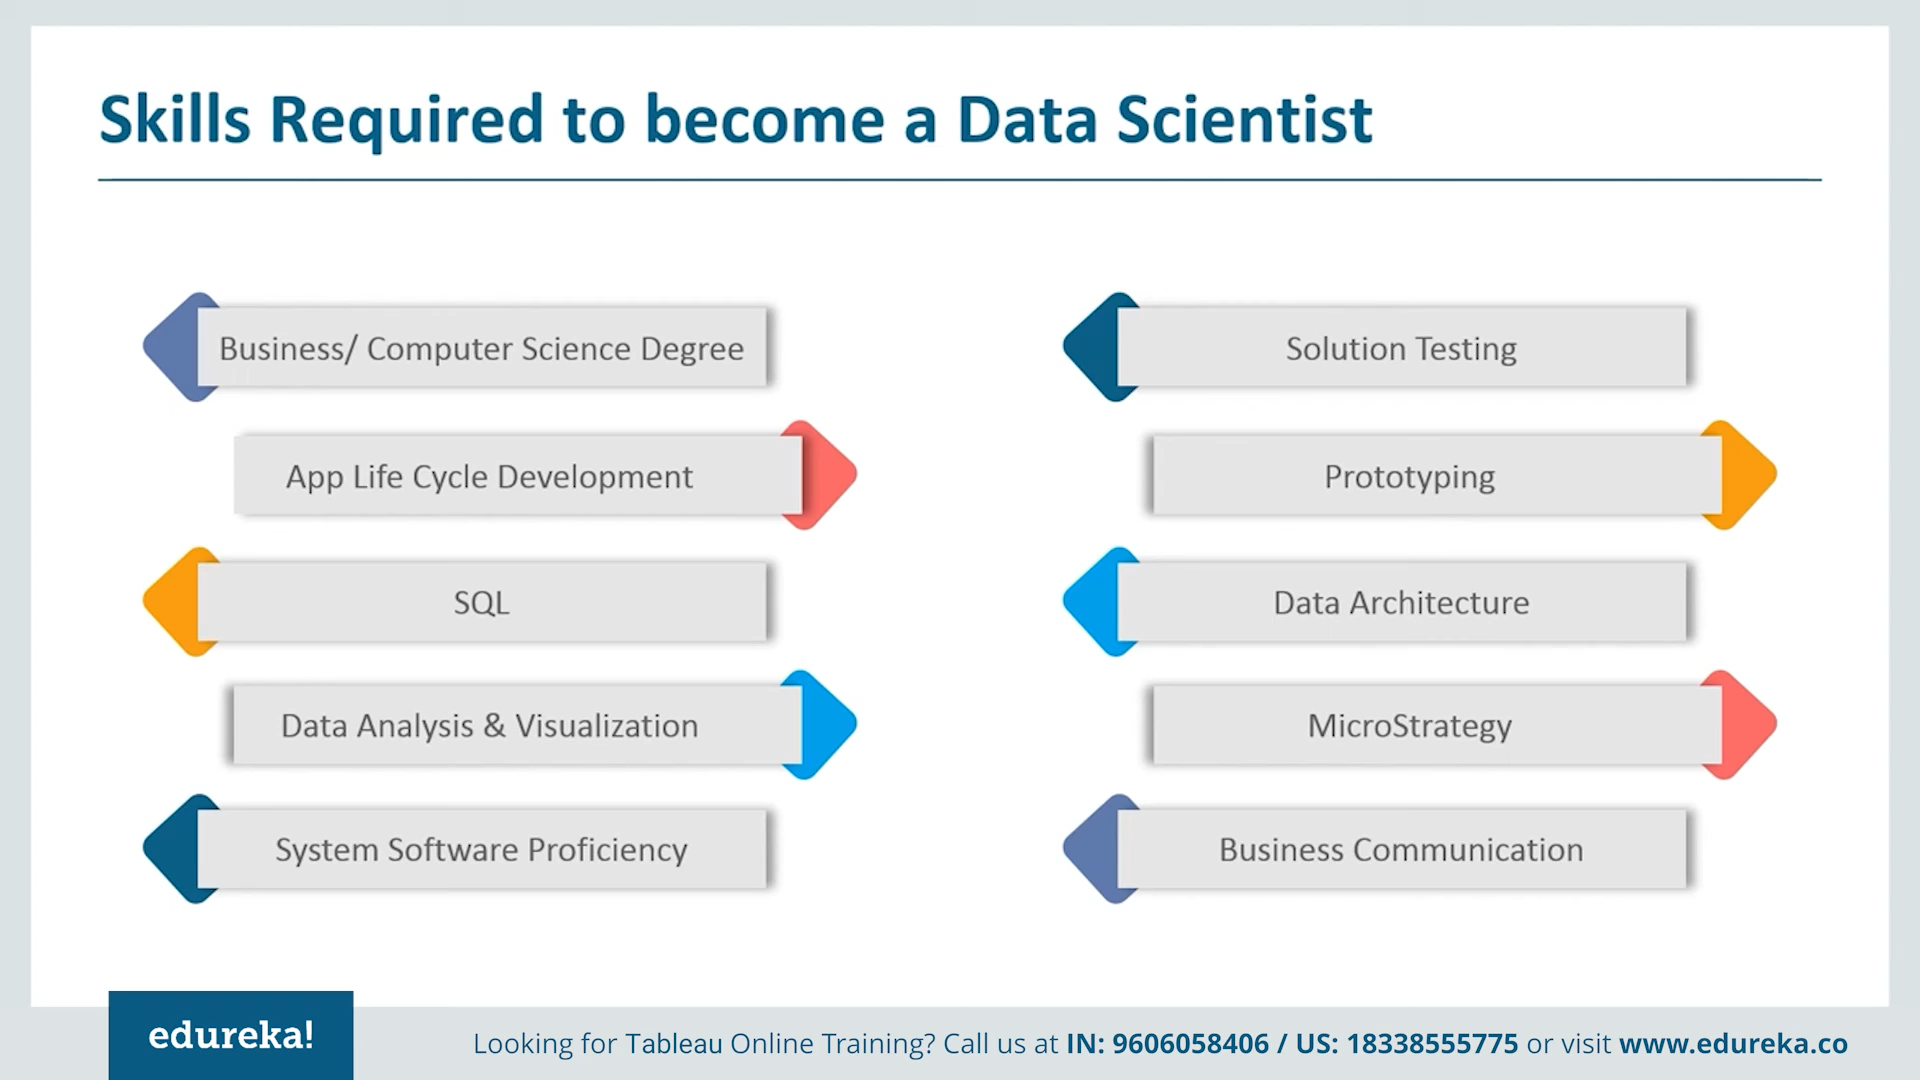 Skills Required to become a Data Scientist
Business/ Computer Science Degree
App Life Cycle Development
SQL
Data Analysis & Visualization
System Software Proficiency
Solution Testing
Prototyping
Data Architecture
MicroStrategy
Business Communication
edureka!
Looking for Tableau Online Training? Call us at IN: 9606058406 / US: 18338555775 or visit www.edureka.co